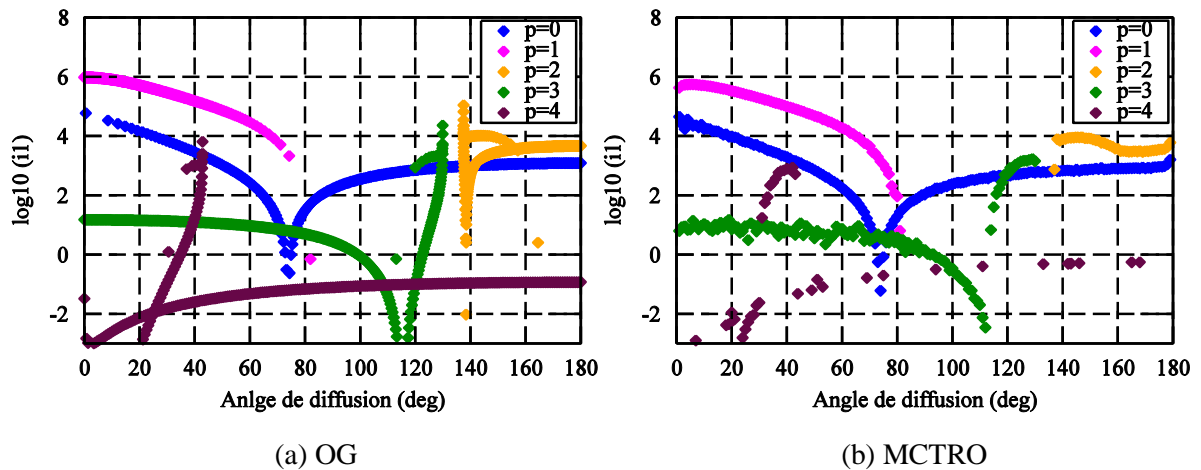 8
6
4
2
0
-2
log10 (i1)
0 20 40 60 80 100 120 140 160 180
Anlge de diffusion (deg)
p=0
p=1
p=2
p=3
p=4
(a) OG
8
6
4
2
0
-2
log10 (i1)
0 20 40 60 80 100 120 140 160 180
Angle de diffusion (deg)
p=0
p=1
p=2
p=3
p=4
(b) MCTRO